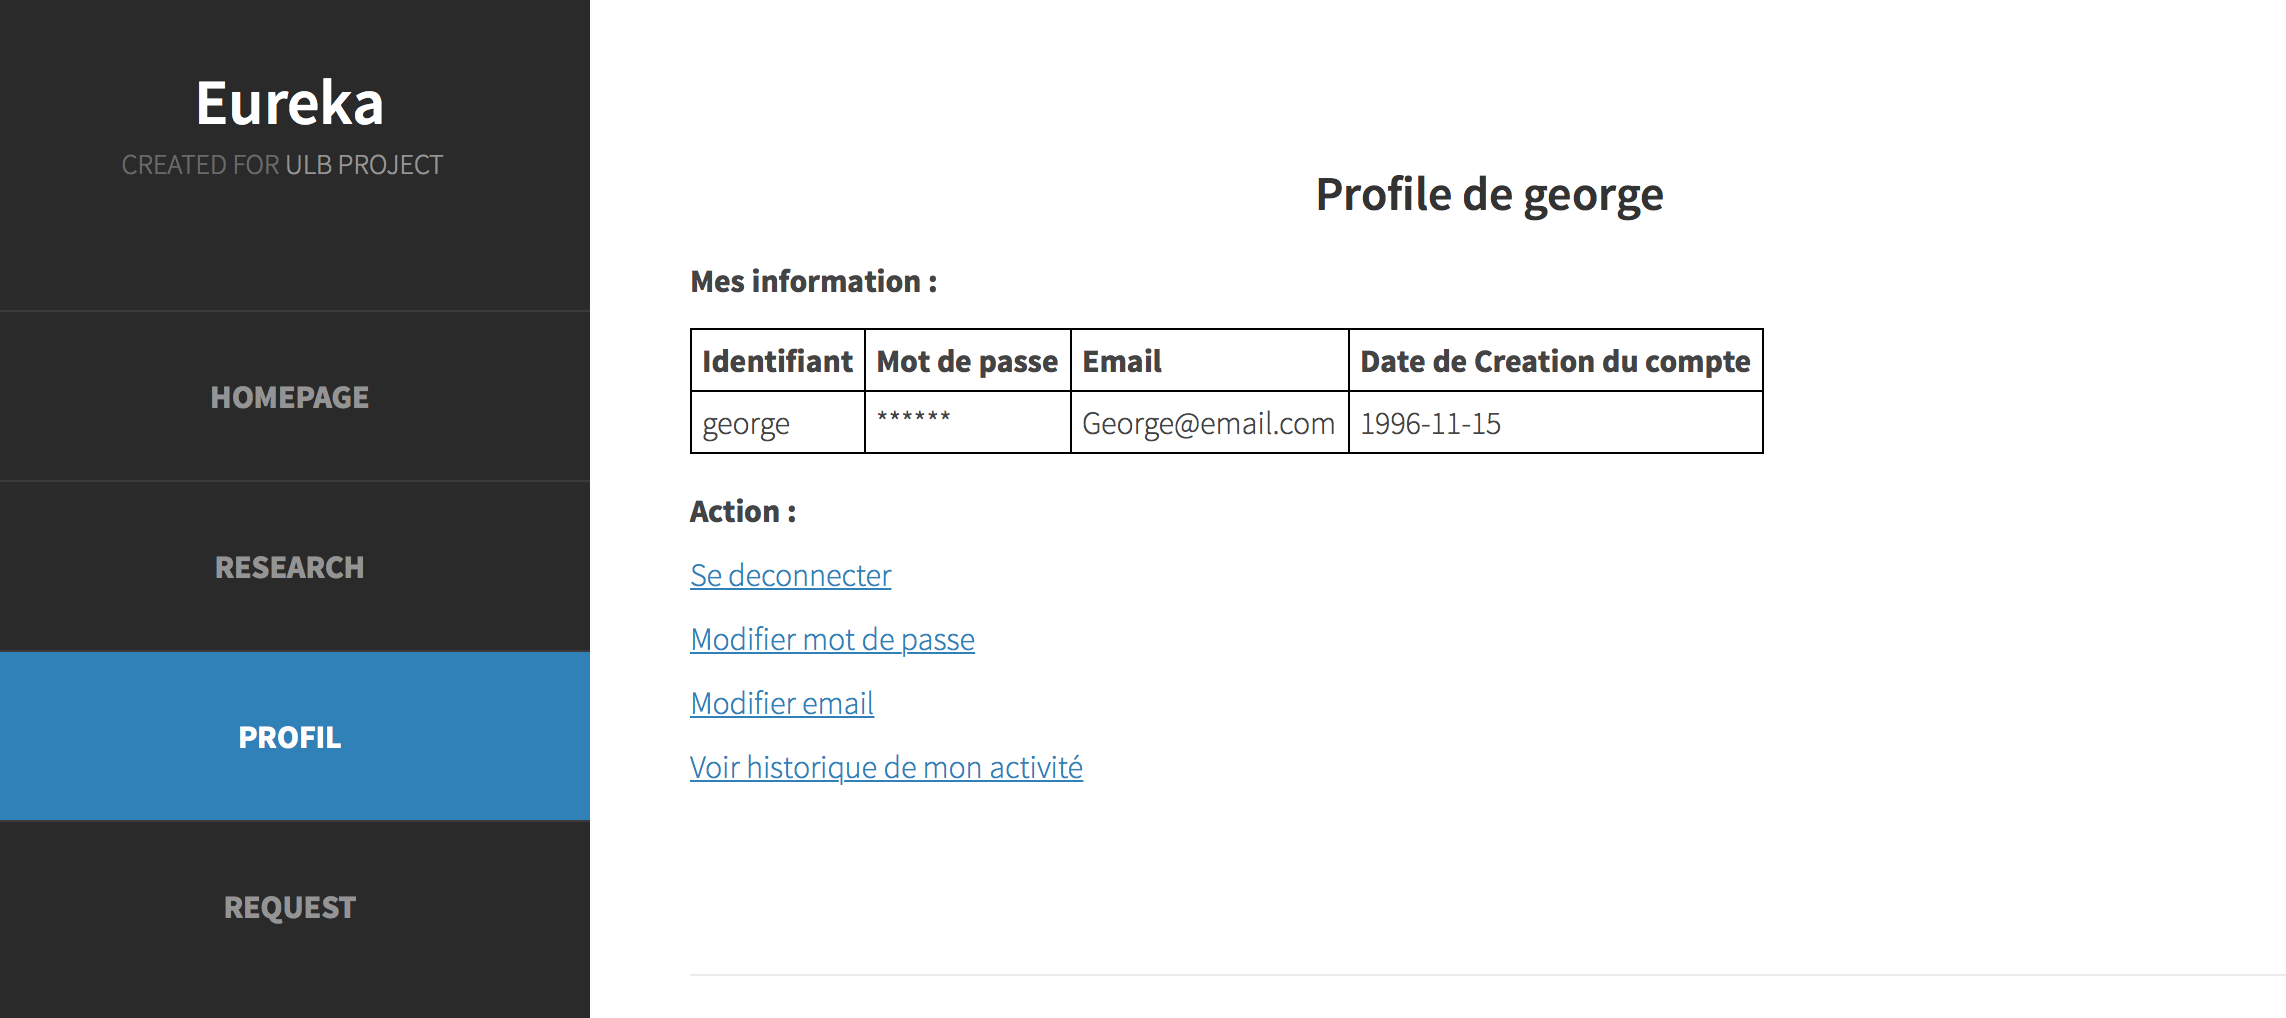 Eureka
CREATED FOR ULB PROJECT
HOMEPAGE
RESEARCH
PROFIL
REQUEST
Profile de george
Mes information :
Identifiant Mot de passe Email Date de Creation du compte
george ****** George@email.com 1996-11-15
Action :
Se deconnecter
Modifier mot de passe
Modifier email
Voir historique de mon activité